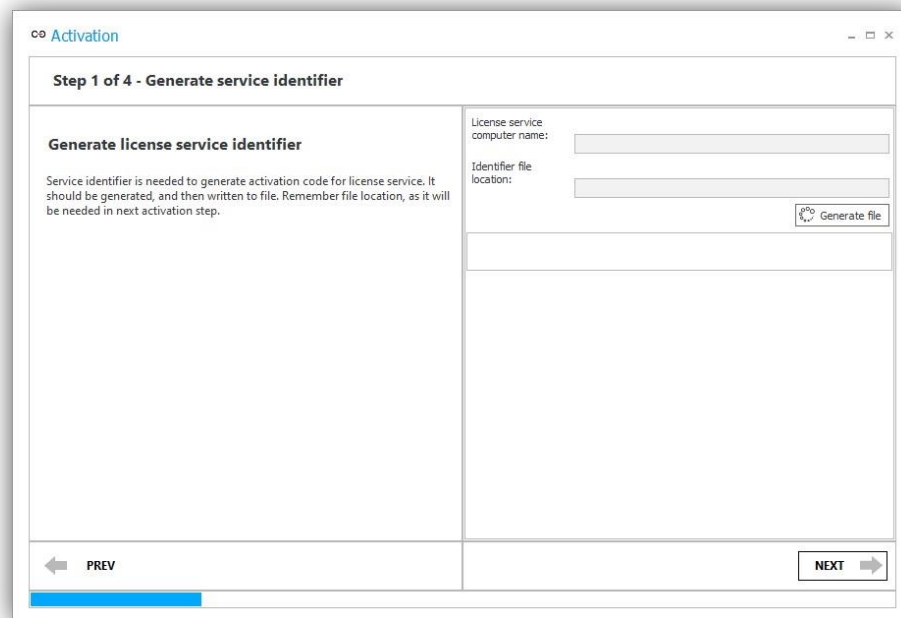 Activation
Step 1 of 4 - Generate service identifier
Generate license service identifier
Service identifier is needed to generate activation code for license service. It
should be generated, and then written to file. Remember file location, as it will
be needed in next activation step.
License service
computer name:
Identifier file
location:
Generate file
PREV
NEXT